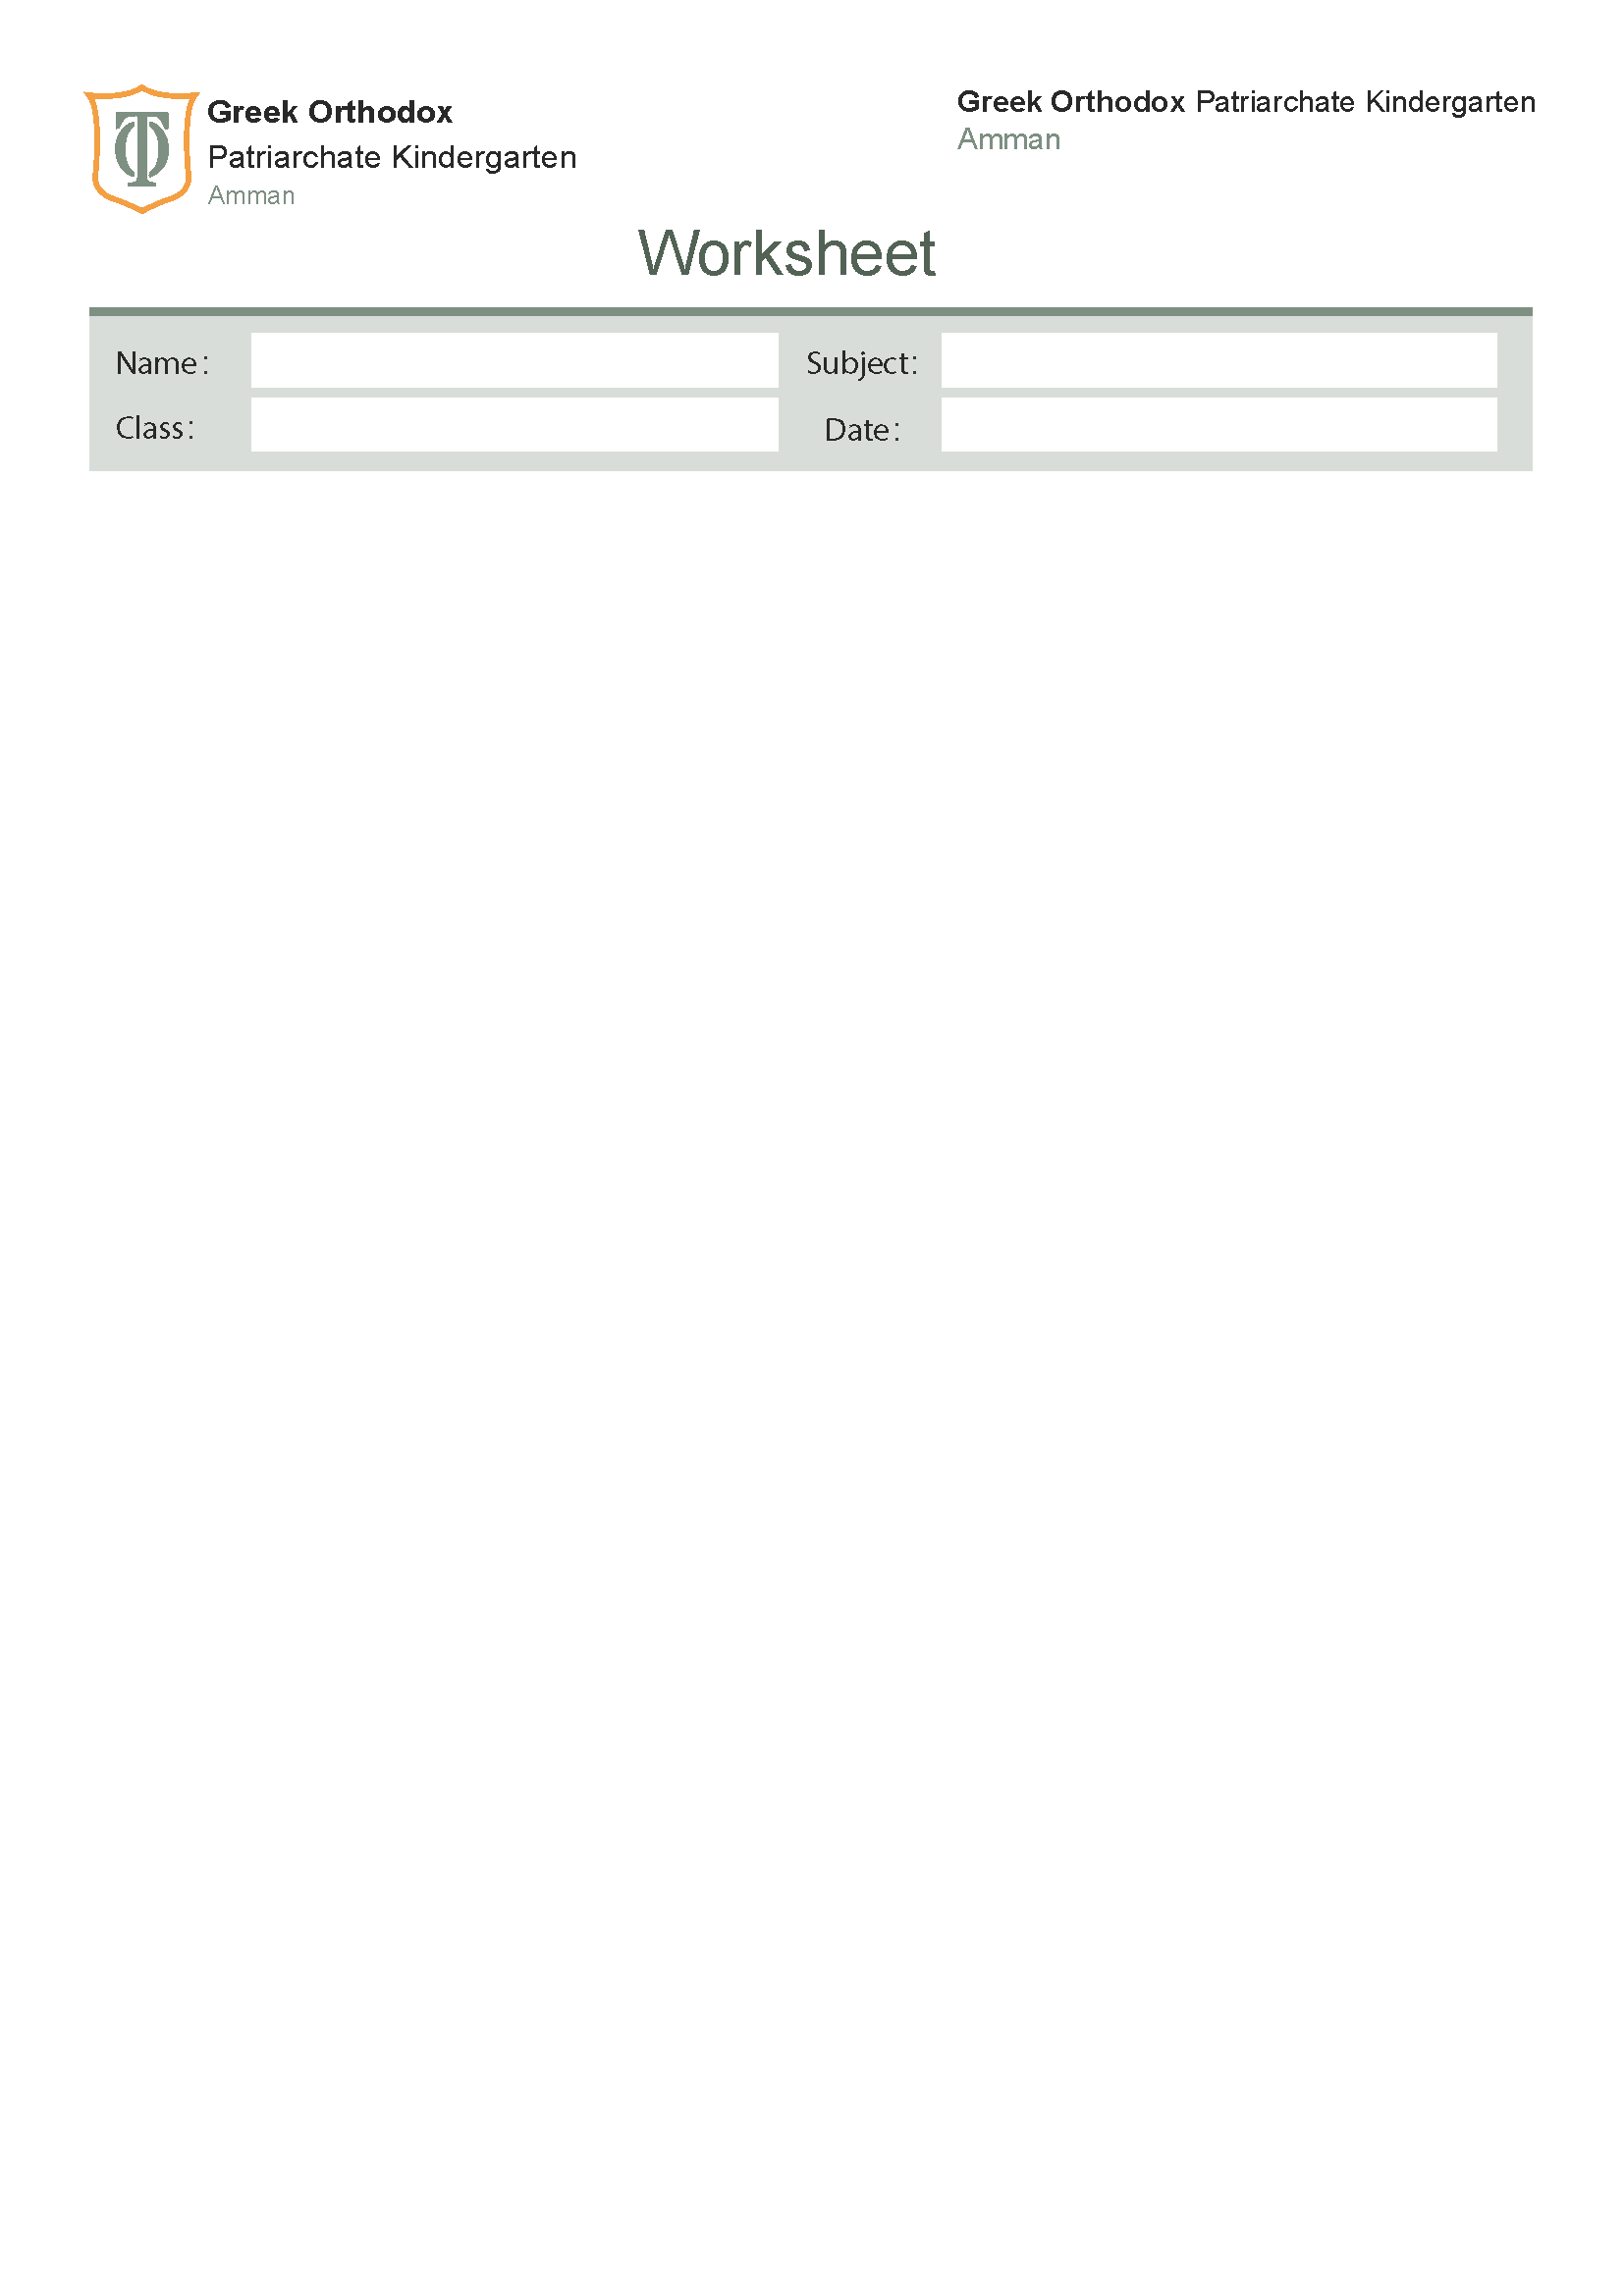 Greek Orthodox
Patriarchate Kindergarten
Amman
Greek Orthodox Patriarchate Kindergarten
Amman
Worksheet
Name:
Subject:
Class:
Date: